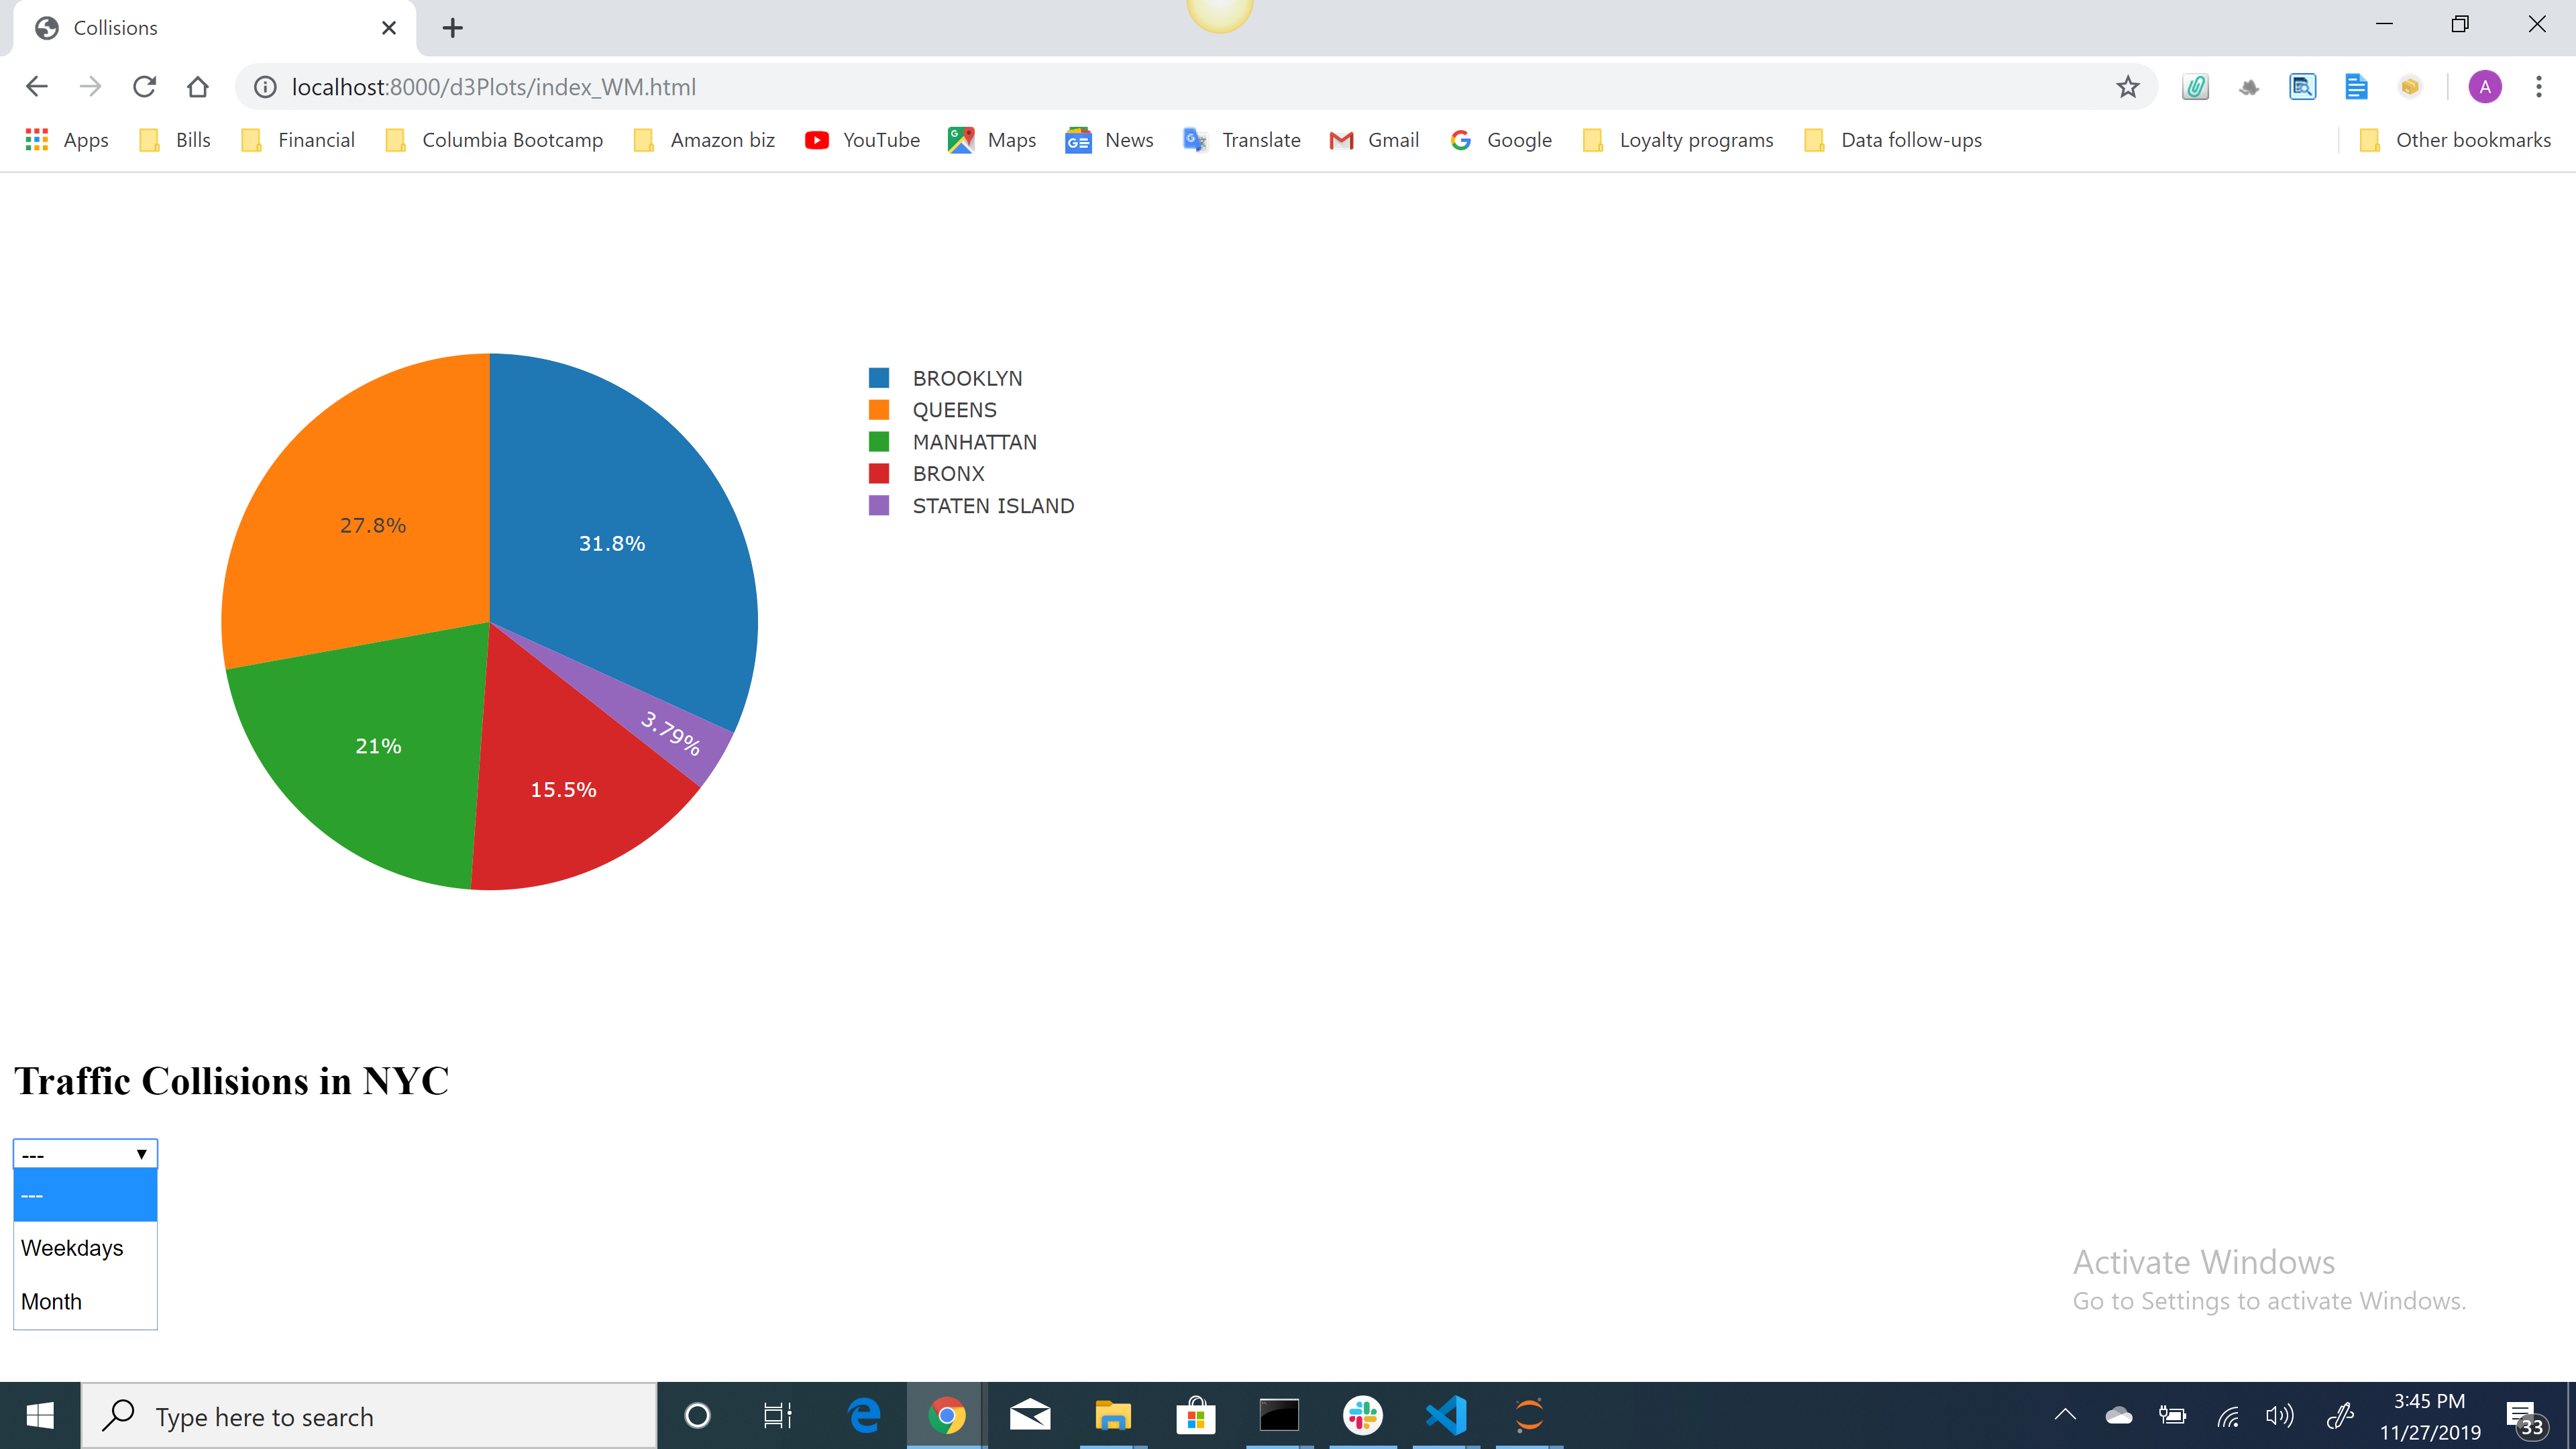 Collisions
localhost:8000/d3Plots/index_WM.html
A
Apps Bills Financial Columbia Bootcamp Amazon biz YouTube Maps News Translate Gmail Google Loyalty programs Data follow-ups Other bookmarks
BROOKLYN
QUEENS
MANHATTAN
BRONX
STATEN ISLAND
27.8%
31.8%
3.79%
21%
15.5%
Traffic Collisions in NYC
---
---
Weekdays
Month
Activate Windows
Go to Settings to activate Windows.
Type here to search
3:45 PM
11/27/2019
33